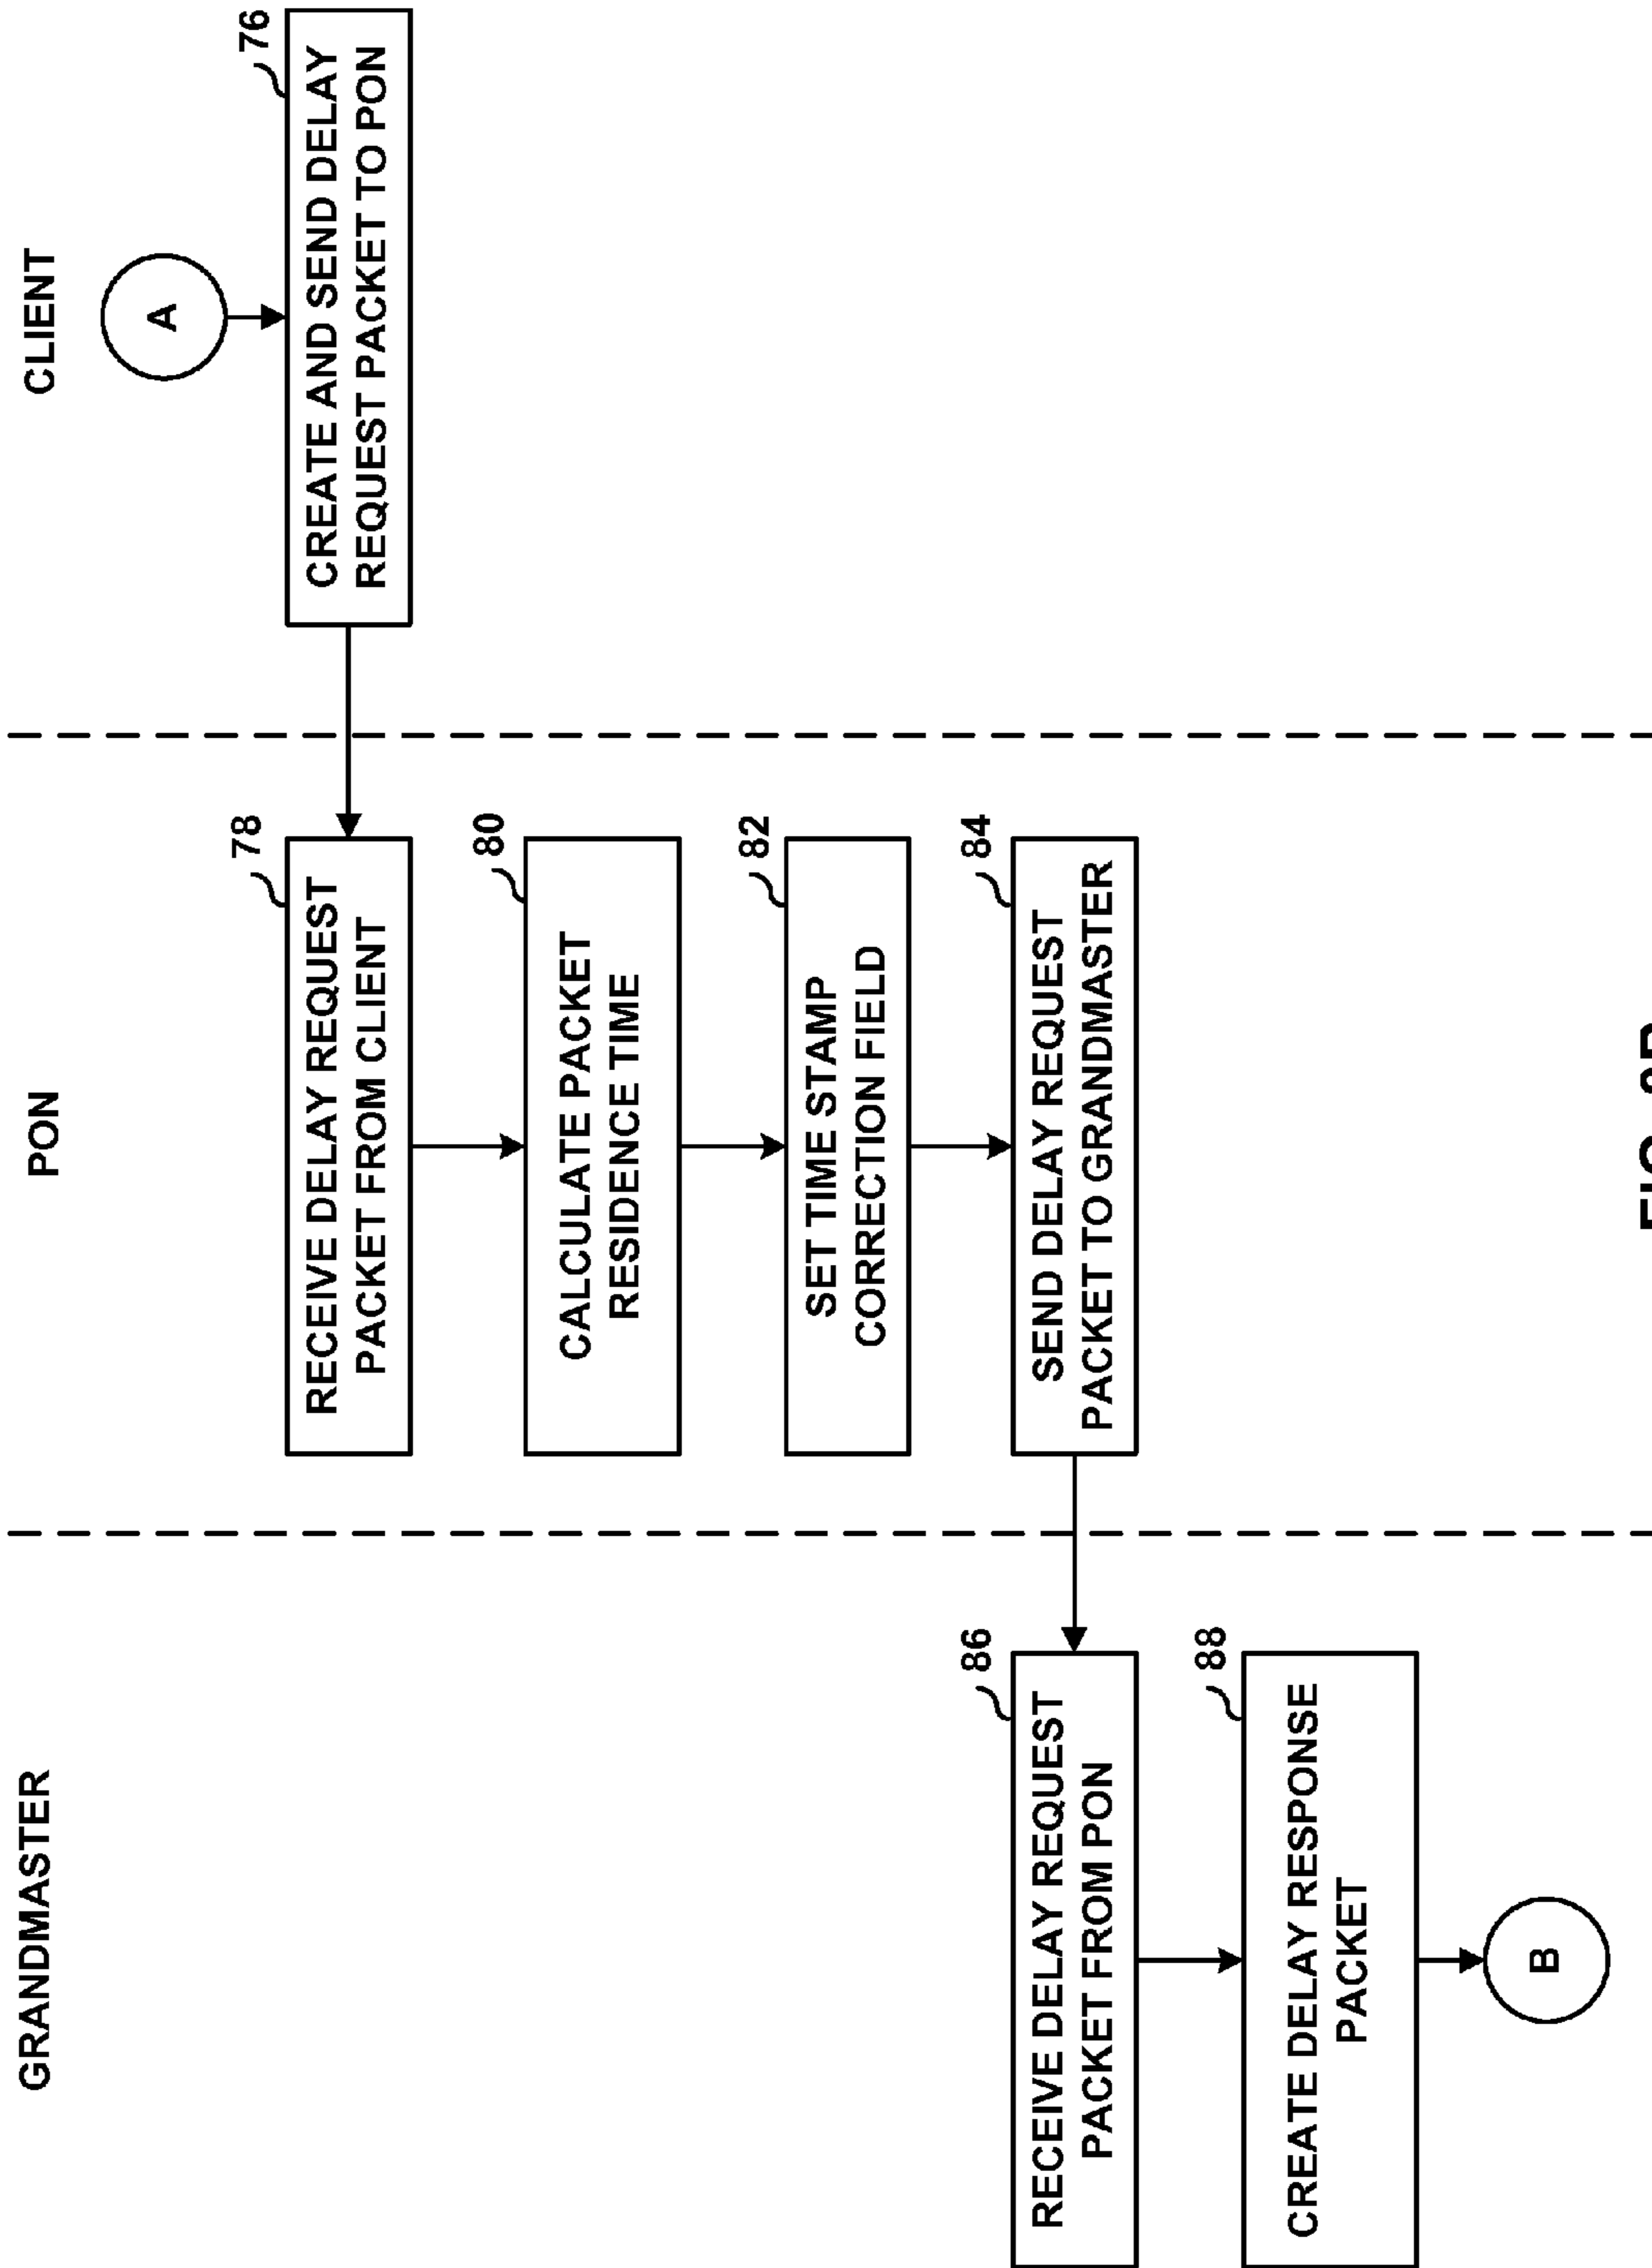 GRANDMASTER
PON
CLIENT
A
76
CREATE AND SEND DELAY
REQUEST PACKET TO PON
78
RECEIVE DELAY REQUEST
PACKET FROM CLIENT
80
CALCULATE PACKET
RESIDENCE TIME
82
SET TIME STAMP
CORRECTION FIELD
84
SEND DELAY REQUEST
PACKET TO GRANDMASTER
86
RECEIVE DELAY REQUEST
PACKET FROM PON
88
CREATE DELAY RESPONSE
PACKET
B